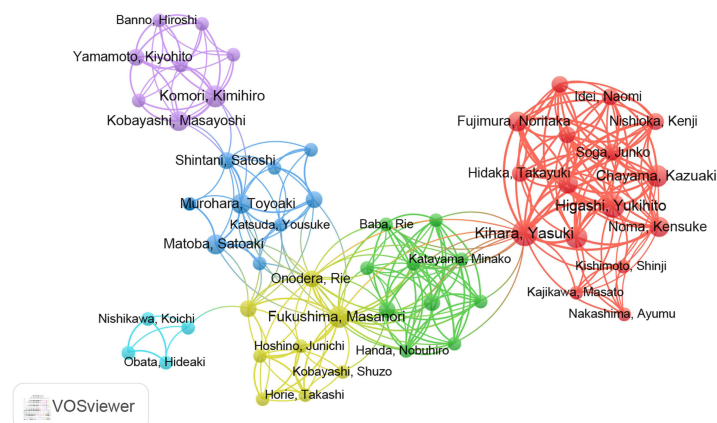 Banno, Hiroshi
Yamamoto, Kiyohito
Komori, Kimihiro
Kobayashi, Masayoshi
Idei, Naomi
Fujimura, Noritaka
Nishioka, Kenji
Soga, Junko
Shintani, Satoshi
Hidaka, Takayuki
Chayama, Kazuaki
Murohara, Toyoaki
Higashi, Yukihito
Katsuda, Yousuke
Baba, Rie
Noma, Kensuke
Kihara, Yasuki
Matoba, Satoaki
Katayama, Minako
Kishimoto, Shinji
Onodera, Rie
Kajikawa, Masato
Nakashima, Ayumu
Nishikawa, Koichi
Fukushima, Masanori
Hoshino, Junichi
Handa, Nobuhiro
Obata, Hideaki
Kobayashi, Shuzo
Horie, Takashi
VOSviewer